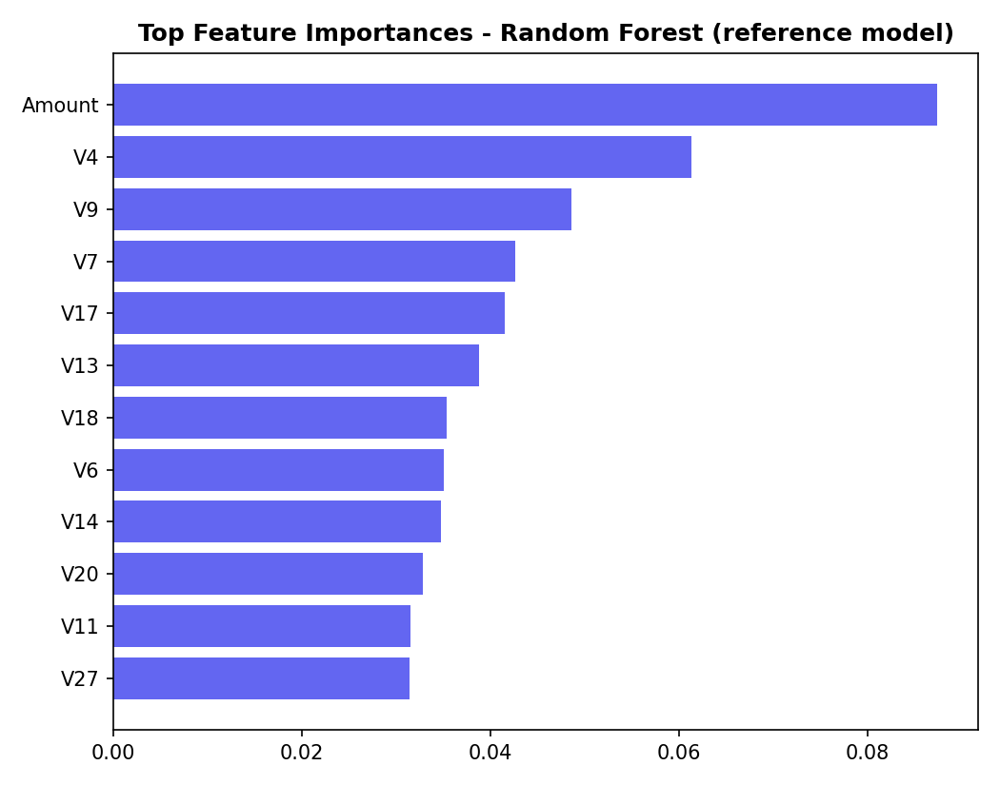 Top Feature Importances - Random Forest (reference model)
Amount
V4
V9
V7
V17
V13
V18
V6
V14
V20
V11
V27
0.00 0.02 0.04 0.06 0.08